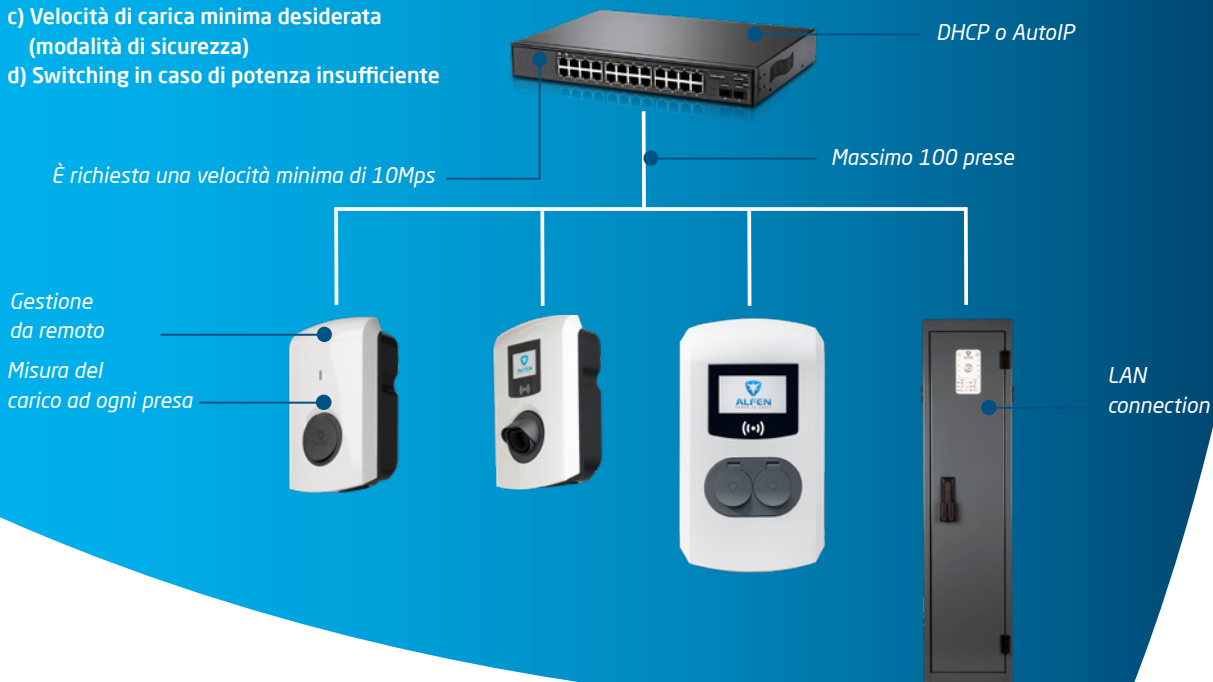 c) Velocità di carica minima desiderata
(modalità di sicurezza)
d) Switching in caso di potenza insufficiente
DHCP o AutoIP
È richiesta una velocità minima di 10Mps
Massimo 100 prese
Gestione
da remoto
Misura del
carico ad ogni presa
LAN
connection
ALFEN
ALFEN